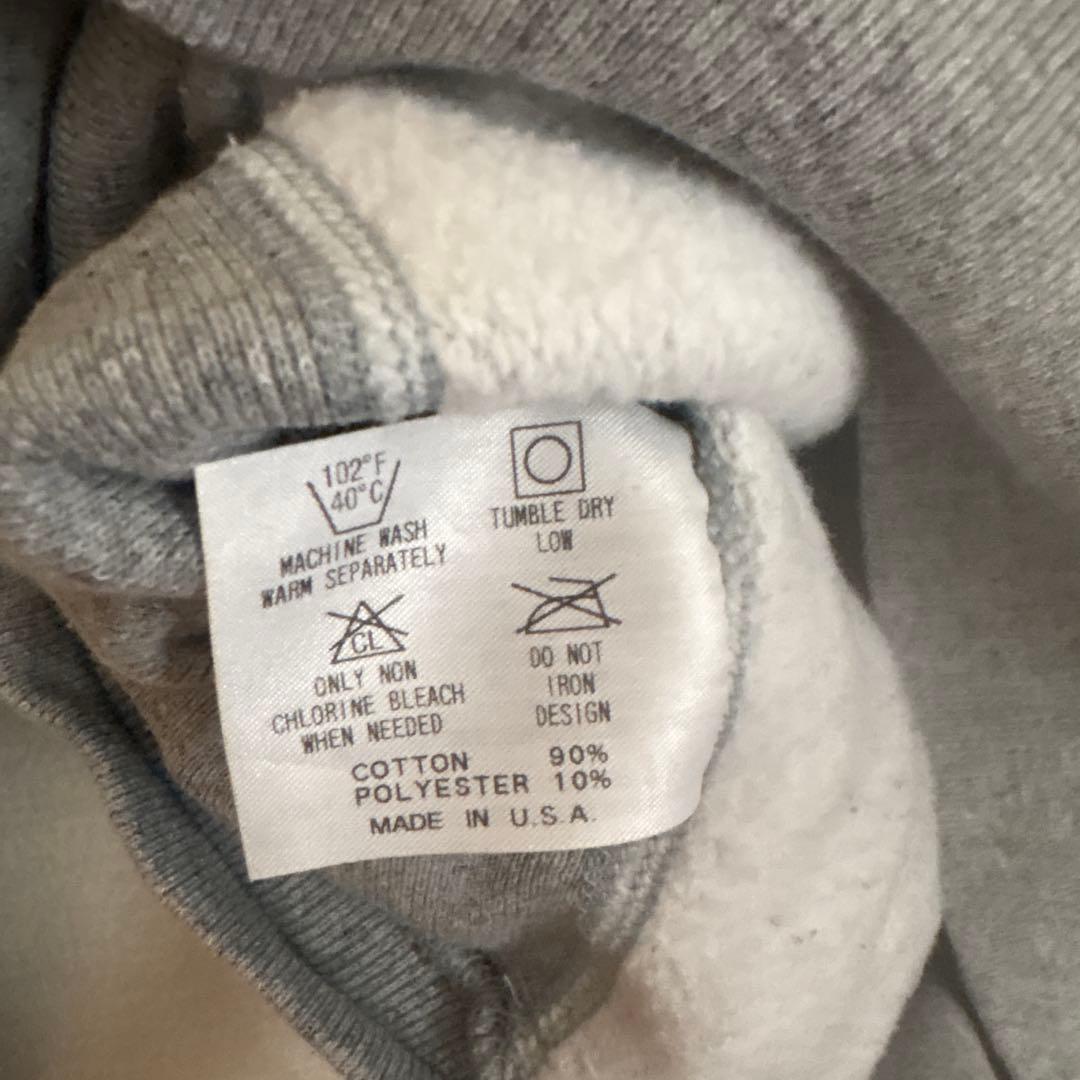 102°F
40°C
MACHINE WASH
WARM SEPARATELY
TUMBLE DRY
LOW
CL
ONLY NON
CHLORINE BLEACH
WHEN NEEDED
DO NOT
IRON
DESIGN
COTTON 90%
POLYESTER 10%
MADE IN U.S.A.